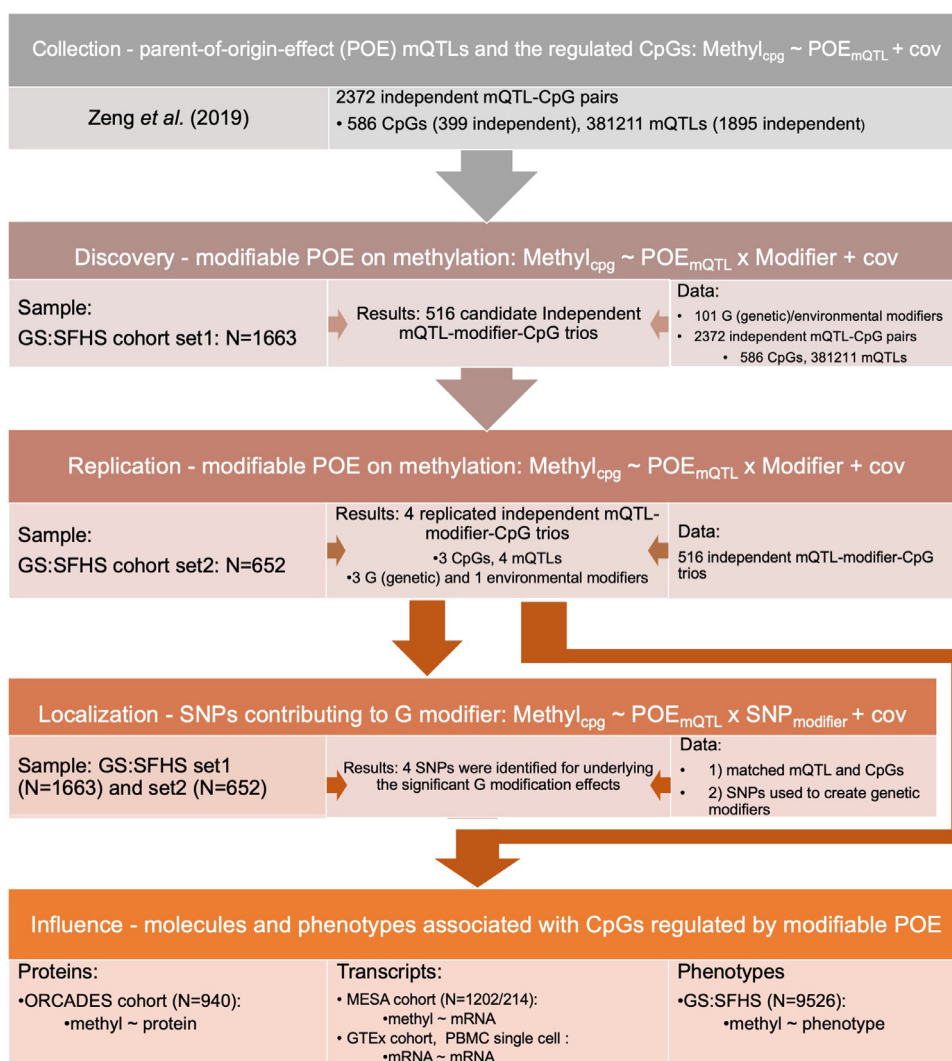 Collection - parent-of-origin-effect (POE) mQTLs and the regulated CpGs: Methylcpg ~ POEmQTL + cov
Zeng et al. (2019)
2372 independent mQTL-CpG pairs
• 586 CpGs (399 independent), 381211 mQTLs (1895 independent)
Discovery - modifiable POE on methylation: Methylcpg ~ POEmQTL x Modifier + cov
Sample:
GS:SFHS cohort set1: N=1663
Results: 516 candidate Independent
mQTL-modifier-CpG trios
Data:
• 101 G (genetic)/environmental modifiers
• 2372 independent mQTL-CpG pairs
• 586 CpGs, 381211 mQTLs
Replication - modifiable POE on methylation: Methylcpg ~ POEmQTL x Modifier + cov
Sample:
GS:SFHS cohort set2: N=652
Results: 4 replicated independent mQTL-
modifier-CpG trios
•3 CpGs, 4 mQTLs
•3 G (genetic) and 1 environmental modifiers
Data:
516 independent mQTL-modifier-CpG
trios
Localization - SNPs contributing to G modifier: Methylcpg ~ POEmQTL x SNPmodifier + cov
Sample: GS:SFHS set1
(N=1663) and set2 (N=652)
Results: 4 SNPs were identified for underlying
the significant G modification effects
Data:
• 1) matched mQTL and CpGs
• 2) SNPs used to create genetic
modifiers
Influence - molecules and phenotypes associated with CpGs regulated by modifiable POE
Proteins:
•ORCADES cohort (N=940):
•methyl ~ protein
Transcripts:
• MESA cohort (N=1202/214):
•methyl ~ mRNA
• GTEx cohort, PBMC single cell :
•mRNA ~ mRNA
Phenotypes
•GS:SFHS (N=9526):
•methyl ~ phenotype